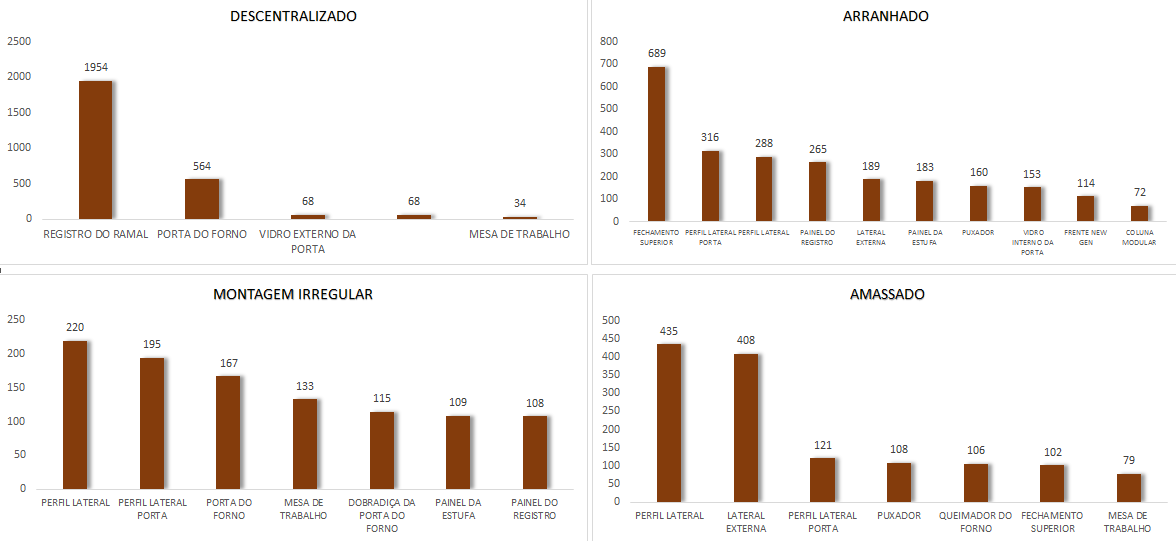 DESCENTRALIZADO
2500
2000
1500
1000
500
0
1954
564
68
68
34
REGISTRO DO RAMAL
PORTA DO FORNO
VIDRO EXTERNO DA
PORTA
MESA DE TRABALHO
ARRANHADO
800
700
600
500
400
300
200
100
0
689
316
288
265
189
183
160
153
114
72
FECHAMENTO
SUPERIOR
PERFIL LATERAL
PORTA
PERFIL LATERAL
PAINEL DO
REGISTRO
LATERAL
EXTERNA
PAINEL DA
ESTUFA
PUXADOR
VIDRO
INTERNO DA
PORTA
FRENTE NEW
GEN
COLUNA
MODULAR
MONTAGEM IRREGULAR
250
200
150
100
50
0
220
195
167
133
115
109
108
PERFIL LATERAL
PERFIL LATERAL
PORTA
PORTA DO
FORNO
MESA DE
TRABALHO
DOBRADIÇA DA
PORTA DO
FORNO
PAINEL DA
ESTUFA
PAINEL DO
REGISTRO
AMASSADO
500
450
400
350
300
250
200
150
100
50
0
435
408
121
108
106
102
79
PERFIL LATERAL
LATERAL
EXTERNA
PERFIL LATERAL
PORTA
PUXADOR
QUEIMADOR DO
FORNO
FECHAMENTO
SUPERIOR
MESA DE
TRABALHO